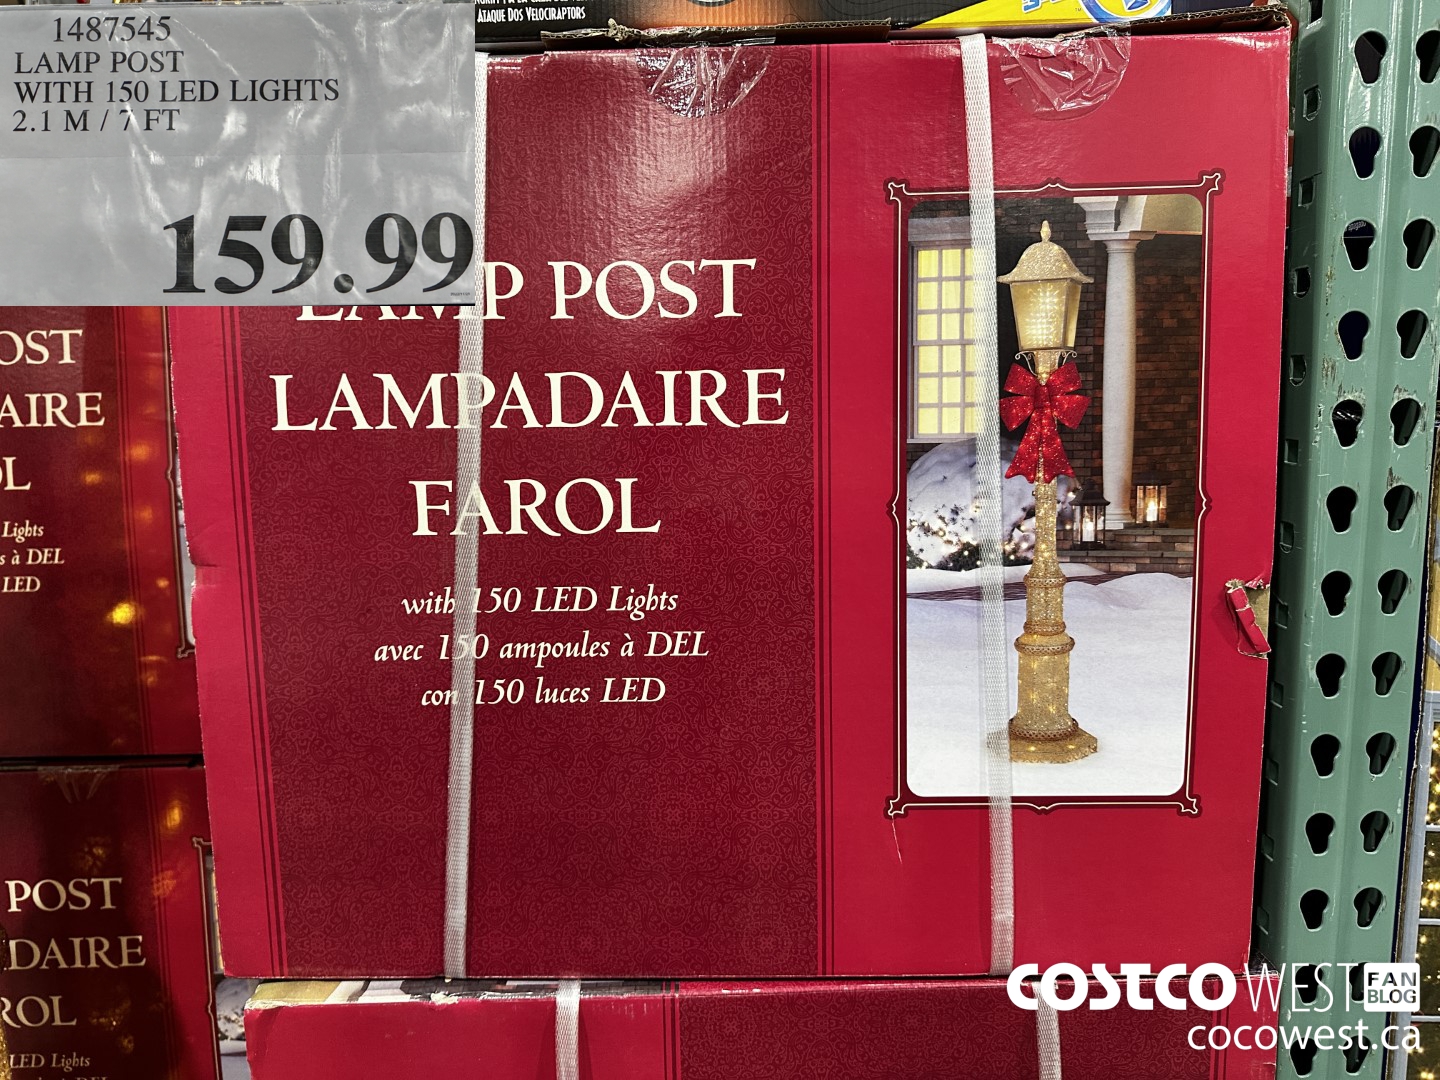 1487545
LAMP POST
WITH 150 LED LIGHTS
2.1 M / 7 FT
159.99
ATAQUE DOS VELOCIRAPTORS
LAMP POST
LAMPADAIRE
FAROL
with 150 LED Lights
avec 150 ampoules à DEL
con 150 luces LED
OST
AIRE
OL
Lights
s à DEL
LED
POST
DAIRE
ROL
LED Lights
COSTCO WEST FAN BLOG
cocowest.ca